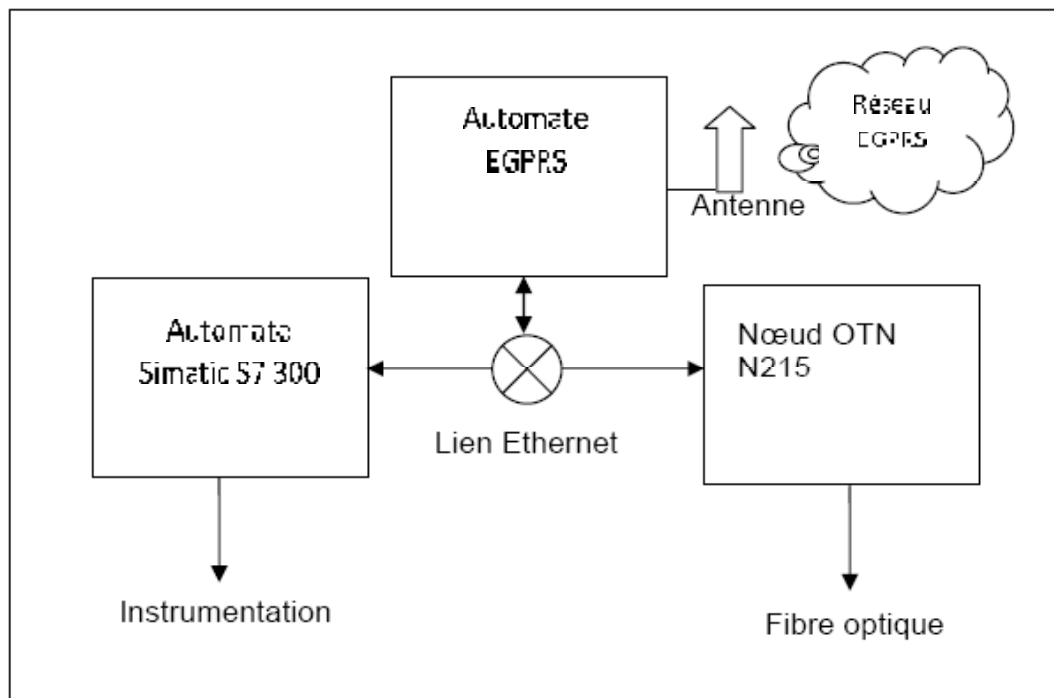 Automate
EGPRS
Réseau
EGPRS
Antenne
Automate
Simatic S7 300
Nœud OTN
N215
Lien Ethernet
Instrumentation
Fibre optique